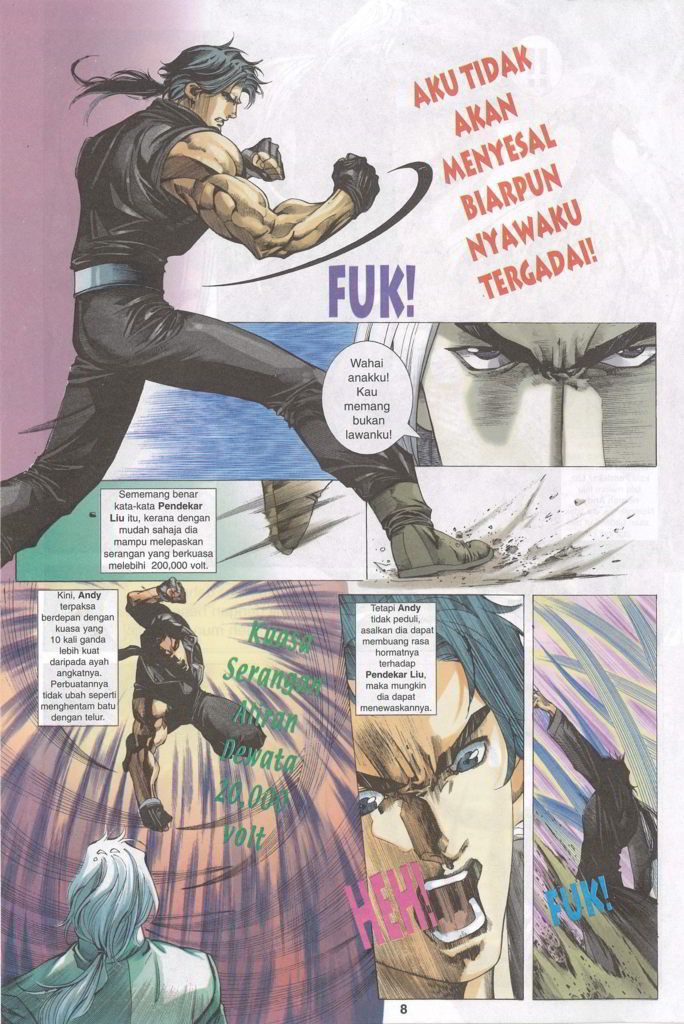 AKU TIDAK
AKAN
MENYESAL
BIARPUN
NYAWAKU
TERGADAI!
FUK!
Wahai
anakku!
Kau
memang
bukan
lawanku!
Sememang benar
kata-kata Pendekar
Liu itu, kerana dengan
mudah sahaja dia
mampu melepaskan
serangan yang berkuasa
melebihi 200,000 volt.
Kini, Andy
terpaksa
berdepan dengan
kuasa yang
10 kali ganda
lebih kuat
daripada ayah
angkatnya.
Perbuatannya
tidak ubah seperti
menghentam batu
dengan telur.
Kuasa
Serangan
Aliran
Dewata
20,000
volt
Tetapi Andy
tidak peduli,
asalkan dia dapat
membuang rasa
hormatnya
terhadap
Pendekar Liu,
maka mungkin
dia dapat
menewaskannya.
HEH!
FUK!
8